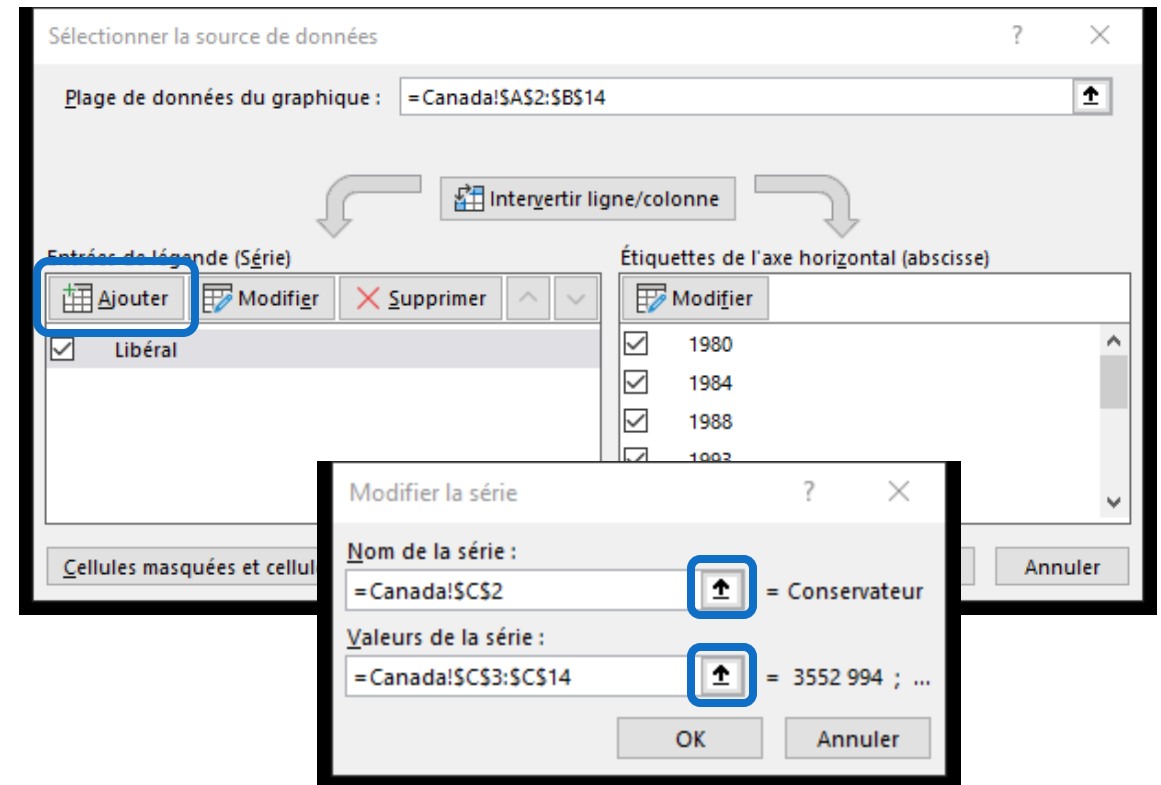 Sélectionner la source de données
Plage de données du graphique :
=Canada!$A$2:$B$14
Intervertir ligne/colonne
Entrées de légende (Série)
Étiquettes de l'axe horizontal (abscisse)
Ajouter
Modifier
Supprimer
Modifier
Libéral
1980
1984
1988
1993
Modifier la série
Nom de la série :
=Canada!$C$2
= Conservateur
Valeurs de la série :
=Canada!$C$3:$C$14
= 3552 994 ; ...
OK
Annuler
Cellules masquées et cellul
Annuler